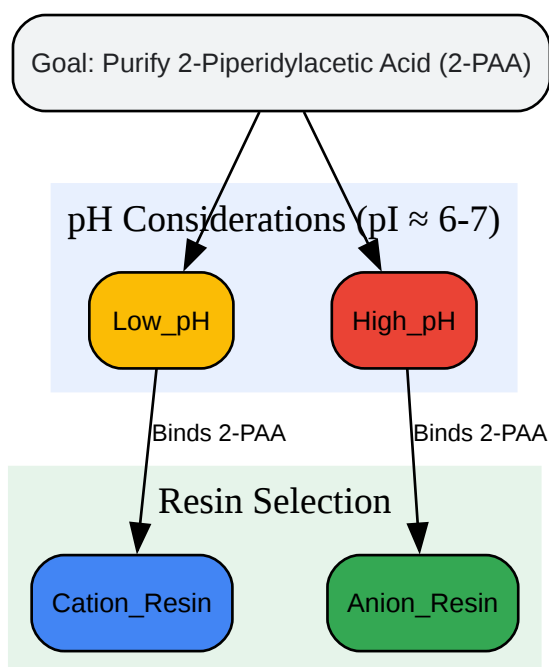 Goal: Purify 2-Piperidylacetic Acid (2-PAA)
pH Considerations (pI ≈ 6-7)
Low_pH
High_pH
Binds 2-PAA
Binds 2-PAA
Resin Selection
Cation_Resin
Anion_Resin